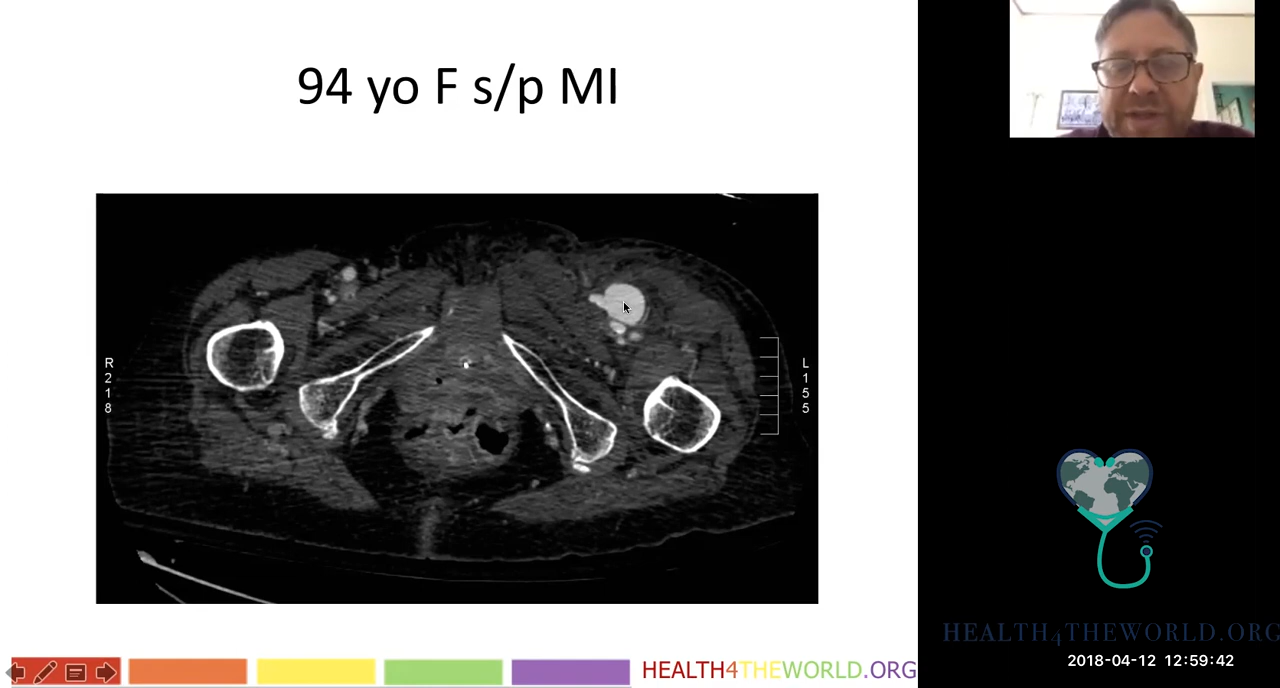 94 yo F s/p MI
R
2
1
8
L
1
5
5
HEALTH4THEWORLD.ORG
HEALTH4THEWORLD.ORG
2018-04-12 12:59:42